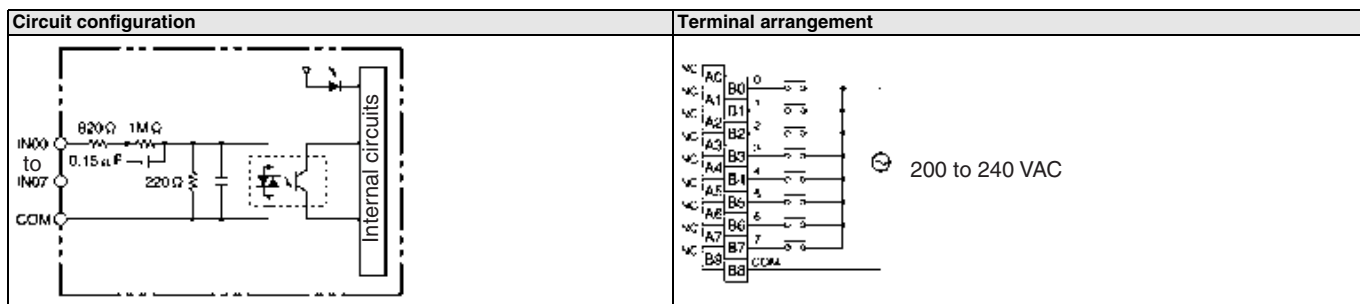 Circuit configuration
Terminal arrangement
820Ω 1MΩ
IN00
to
IN07
0.15μF
220Ω
COM
Internal circuits
NC A0 B0 0
NC A1 B1 1
NC A2 B2 2
NC A3 B3 3
NC A4 B4 4
NC A5 B5 5
NC A6 B6 6
NC A7 B7 7
NC B9 B8 COM
200 to 240 VAC